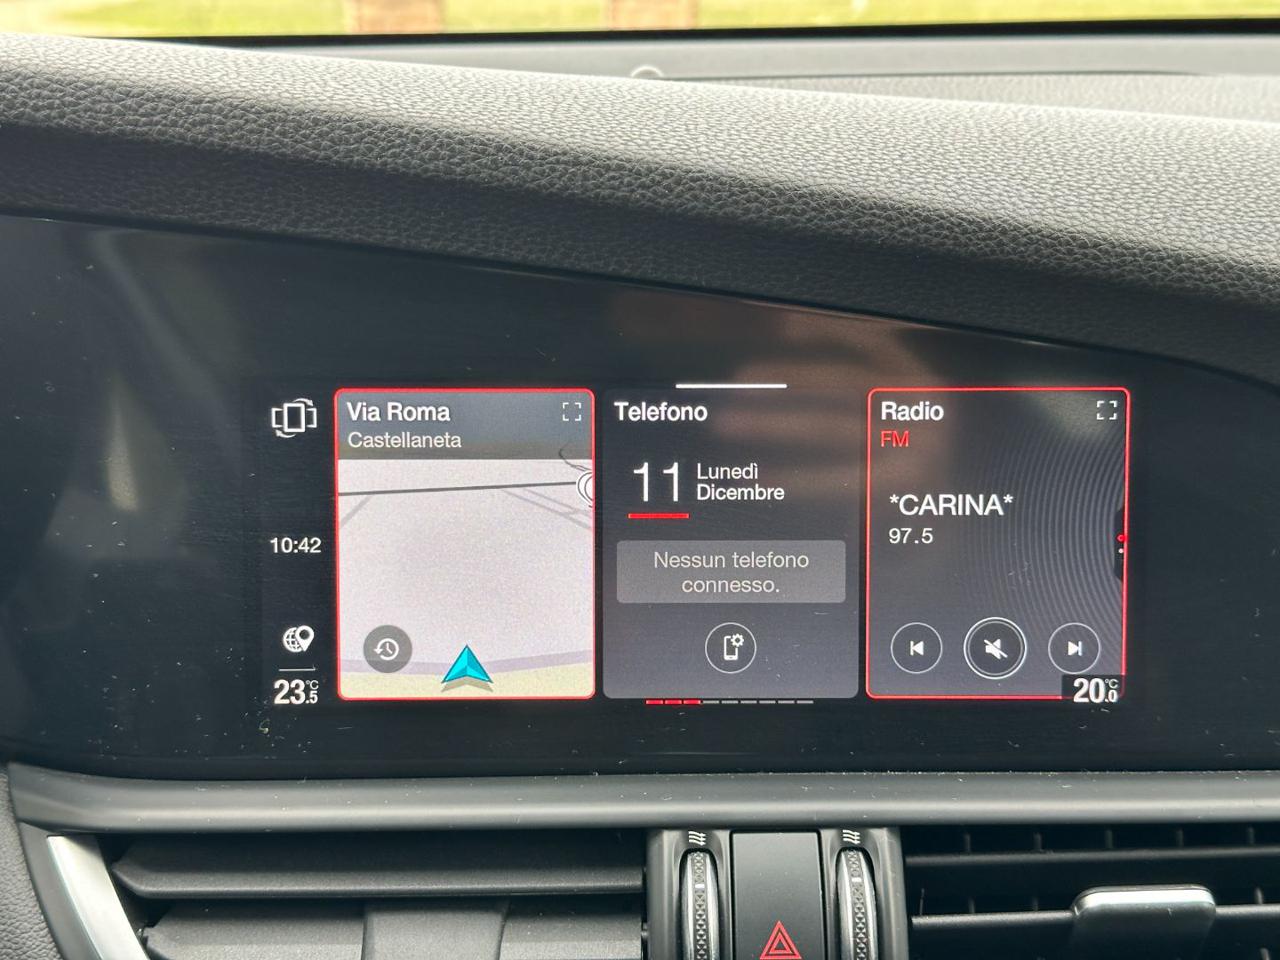 Via Roma
Castellaneta
10:42
23.5°C
Telefono
11 Lunedì
Dicembre
Nessun telefono
connesso.
Radio
FM
*CARINA*
97.5
20.0°C